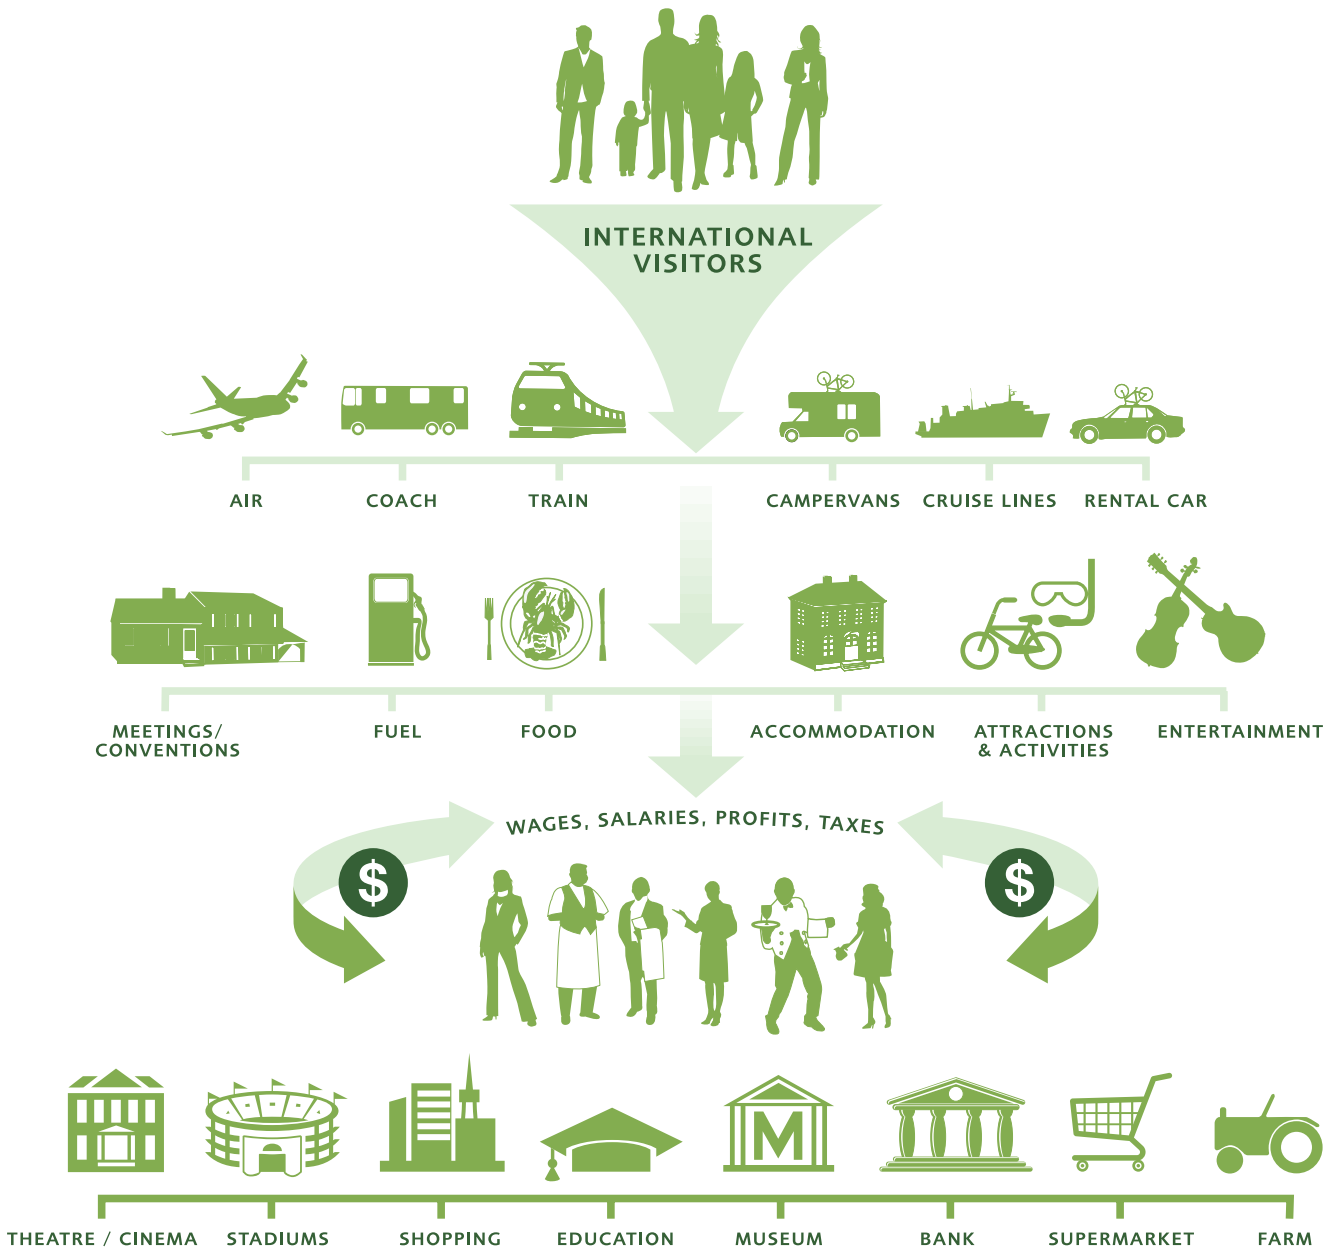 INTERNATIONAL
VISITORS
AIR
COACH
TRAIN
CAMPERVANS
CRUISE LINES
RENTAL CAR
MEETINGS/
CONVENTIONS
FUEL
FOOD
ACCOMMODATION
ATTRACTIONS
& ACTIVITIES
ENTERTAINMENT
WAGES, SALARIES, PROFITS, TAXES
$
$
M
THEATRE / CINEMA
STADIUMS
SHOPPING
EDUCATION
MUSEUM
BANK
SUPERMARKET
FARM